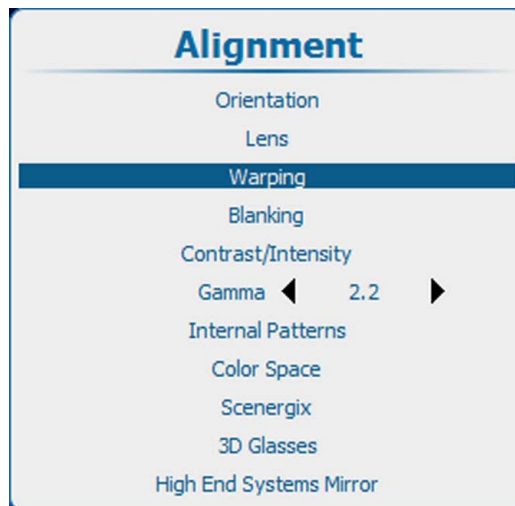 Alignment
Orientation
Lens
Warping
Blanking
Contrast/Intensity
Gamma 2.2
Internal Patterns
Color Space
Scenergix
3D Glasses
High End Systems Mirror